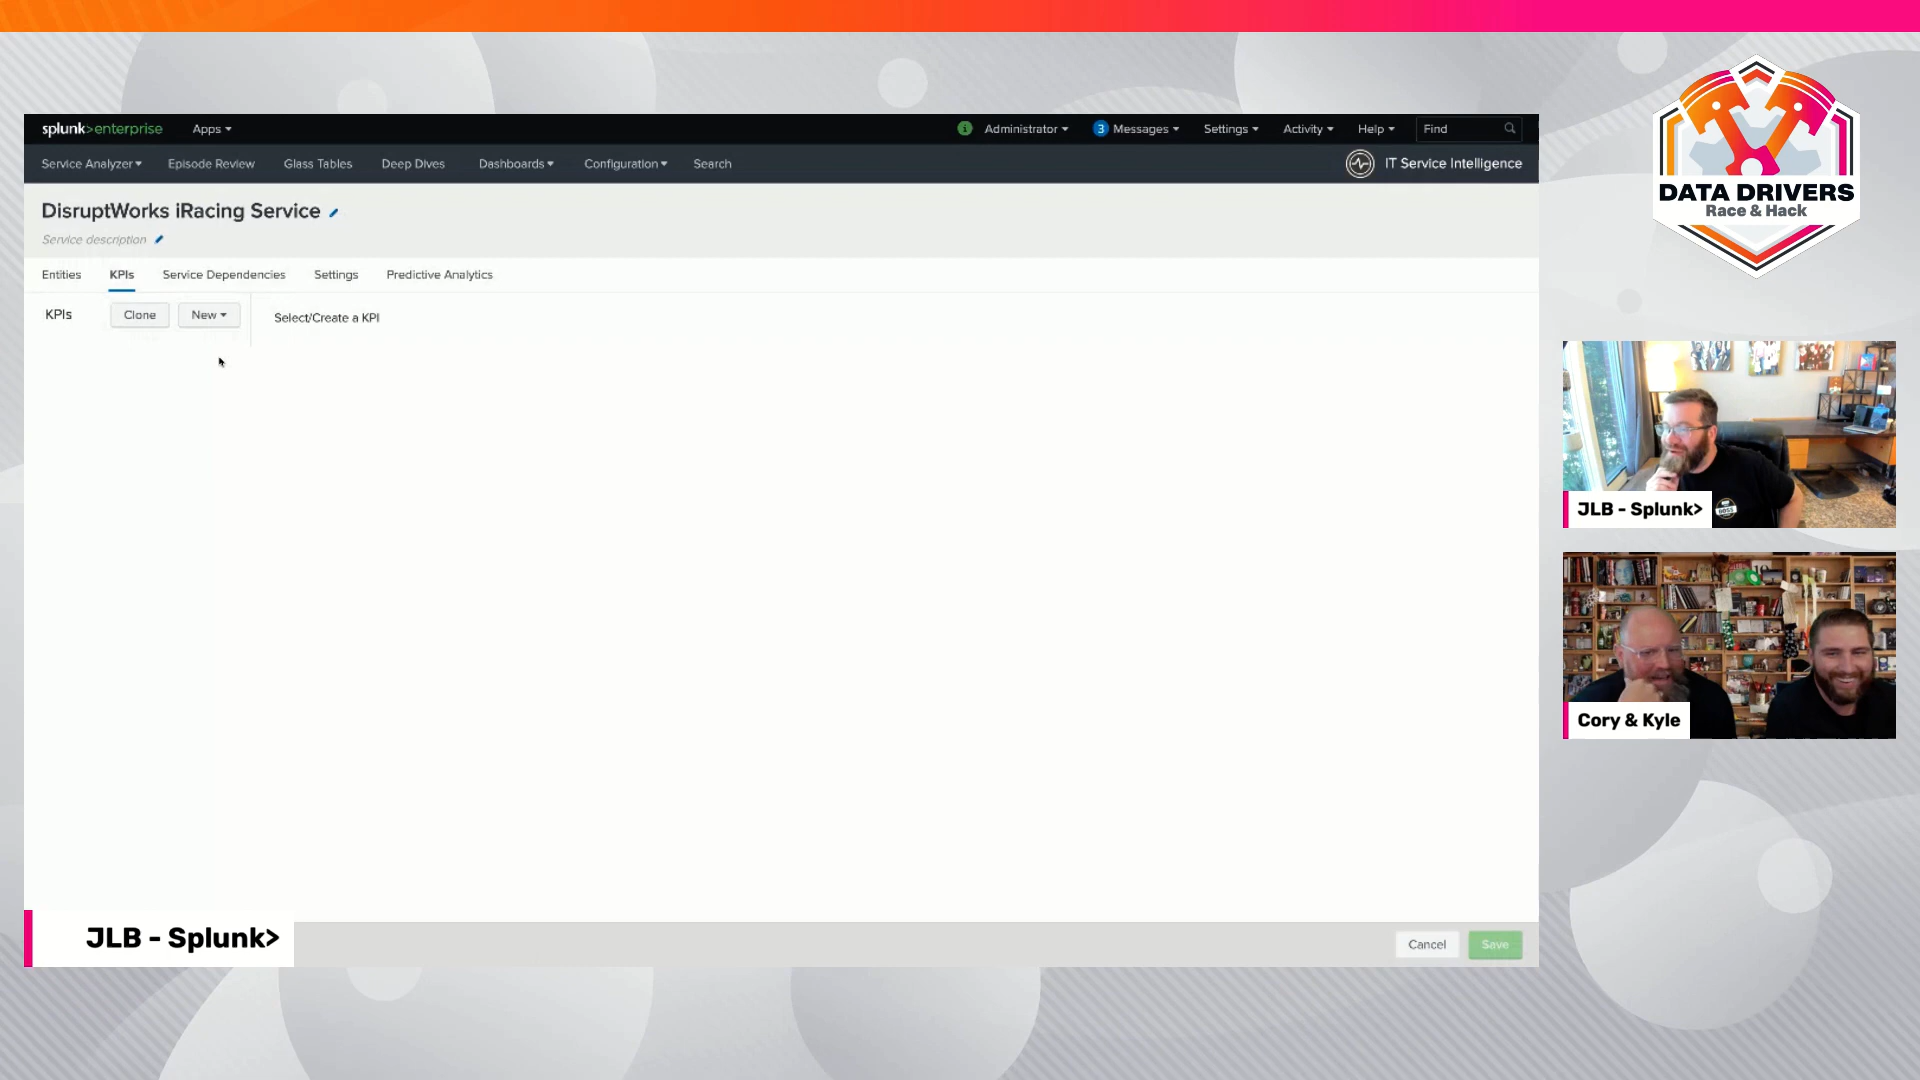 splunk>enterprise Apps Administrator 3 Messages Settings Activity Help Find
Service Analyzer Episode Review Glass Tables Deep Dives Dashboards Configuration Search IT Service Intelligence
DisruptWorks iRacing Service
Service description
Entities KPIs Service Dependencies Settings Predictive Analytics
KPIs Clone New Select/Create a KPI
Cancel Save
JLB - Splunk>
DATA DRIVERS
Race & Hack
JLB - Splunk>
Cory & Kyle